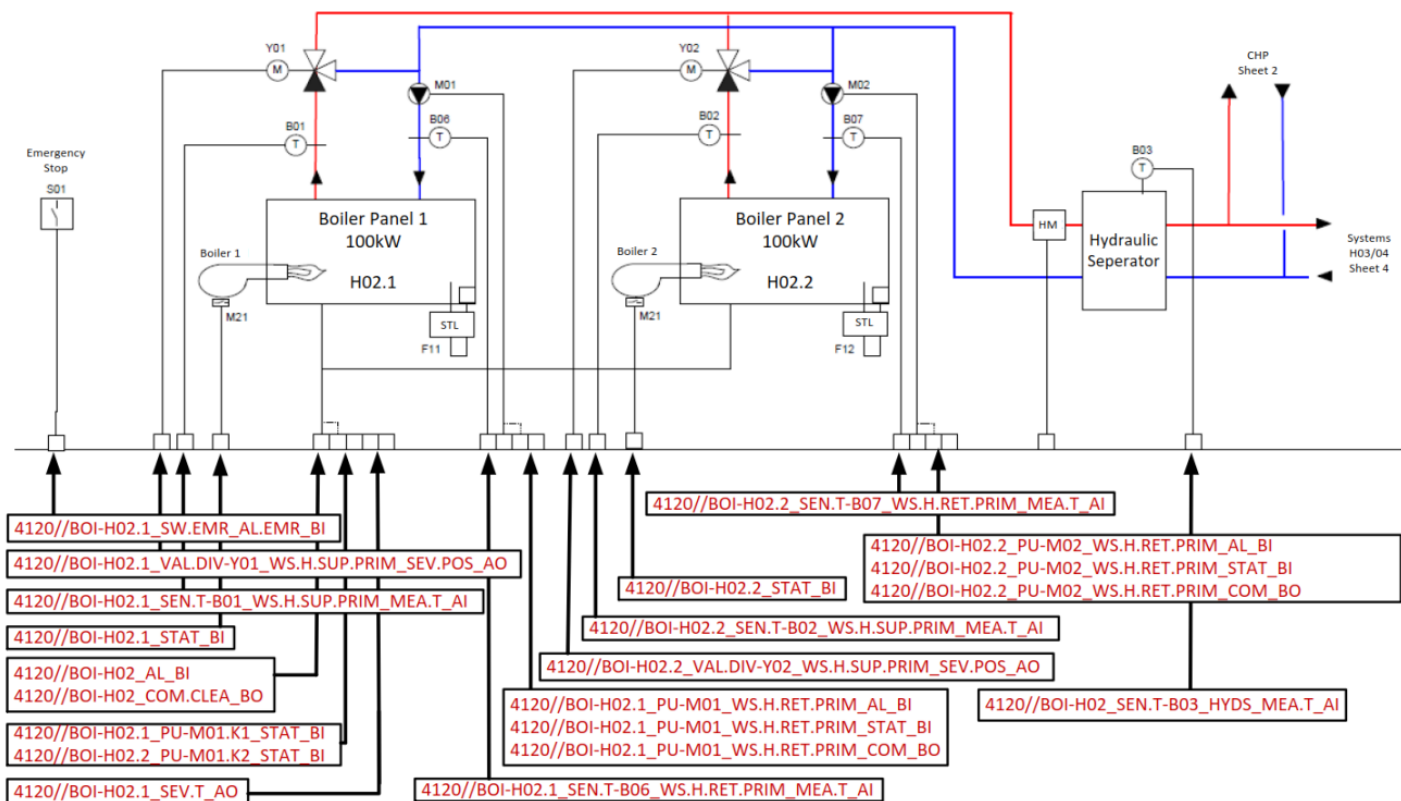 Y01
M
M01
B01
T
B06
T
Y02
M
M02
B02
T
B07
T
CHP
Sheet 2
B03
T
Emergency
Stop
S01
Boiler Panel 1
100kW
H02.1
Boiler 1
M21
STL
F11
Boiler Panel 2
100kW
H02.2
Boiler 2
M21
STL
F12
HM
Hydraulic
Seperator
Systems
H03/04
Sheet 4
4120//BOI-H02.1_SW.EMR_AL.EMR_BI
4120//BOI-H02.1_VAL.DIV-Y01_WS.H.SUP.PRIM_SEV.POS_AO
4120//BOI-H02.1_SEN.T-B01_WS.H.SUP.PRIM_MEA.T_AI
4120//BOI-H02.1_STAT_BI
4120//BOI-H02_AL_BI
4120//BOI-H02_COM.CLEA_BO
4120//BOI-H02.1_PU-M01.K1_STAT_BI
4120//BOI-H02.2_PU-M01.K2_STAT_BI
4120//BOI-H02.1_SEV.T_AO
4120//BOI-H02.1_SEN.T-B06_WS.H.RET.PRIM_MEA.T_AI
4120//BOI-H02.1_PU-M01_WS.H.RET.PRIM_AL_BI
4120//BOI-H02.1_PU-M01_WS.H.RET.PRIM_STAT_BI
4120//BOI-H02.1_PU-M01_WS.H.RET.PRIM_COM_BO
4120//BOI-H02.2_VAL.DIV-Y02_WS.H.SUP.PRIM_SEV.POS_AO
4120//BOI-H02.2_SEN.T-B02_WS.H.SUP.PRIM_MEA.T_AI
4120//BOI-H02.2_STAT_BI
4120//BOI-H02.2_SEN.T-B07_WS.H.RET.PRIM_MEA.T_AI
4120//BOI-H02.2_PU-M02_WS.H.RET.PRIM_AL_BI
4120//BOI-H02.2_PU-M02_WS.H.RET.PRIM_STAT_BI
4120//BOI-H02.2_PU-M02_WS.H.RET.PRIM_COM_BO
4120//BOI-H02_SEN.T-B03_HYDS_MEA.T_AI